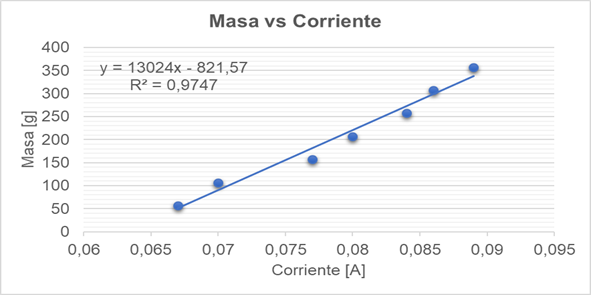 Masa vs Corriente
y = 13024x - 821,57
R² = 0,9747
Masa [g]
400
350
300
250
200
150
100
50
0
0,06 0,065 0,07 0,075 0,08 0,085 0,09 0,095
Corriente [A]